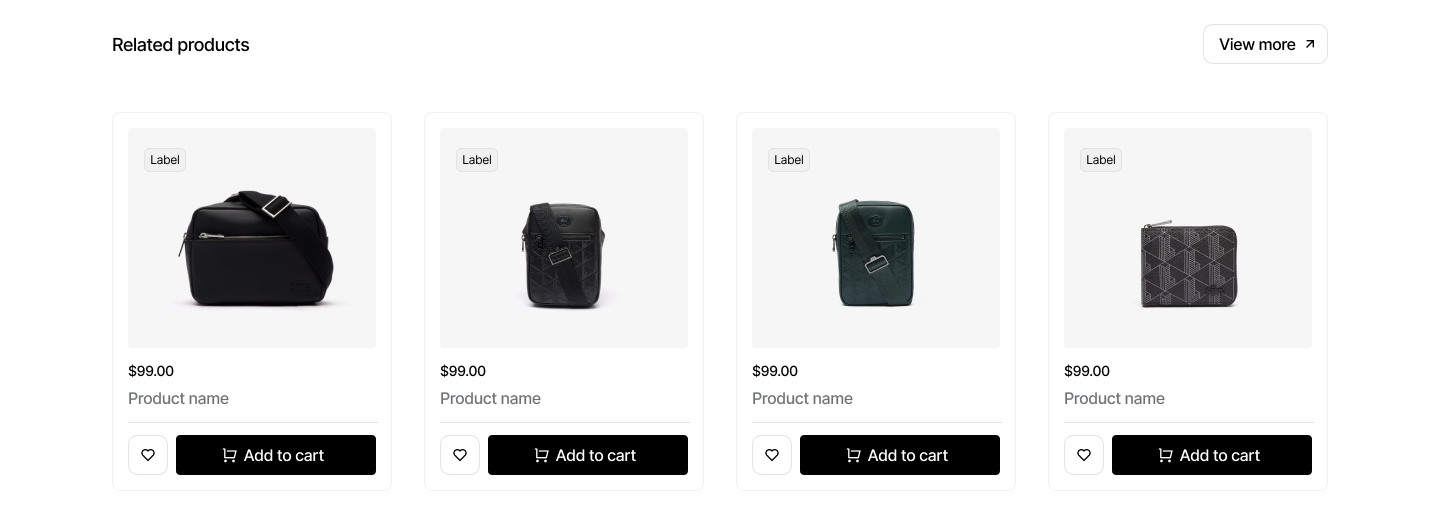 Related products
View more
Label
Label
Label
Label
$99.00
$99.00
$99.00
$99.00
Product name
Product name
Product name
Product name
Add to cart
Add to cart
Add to cart
Add to cart